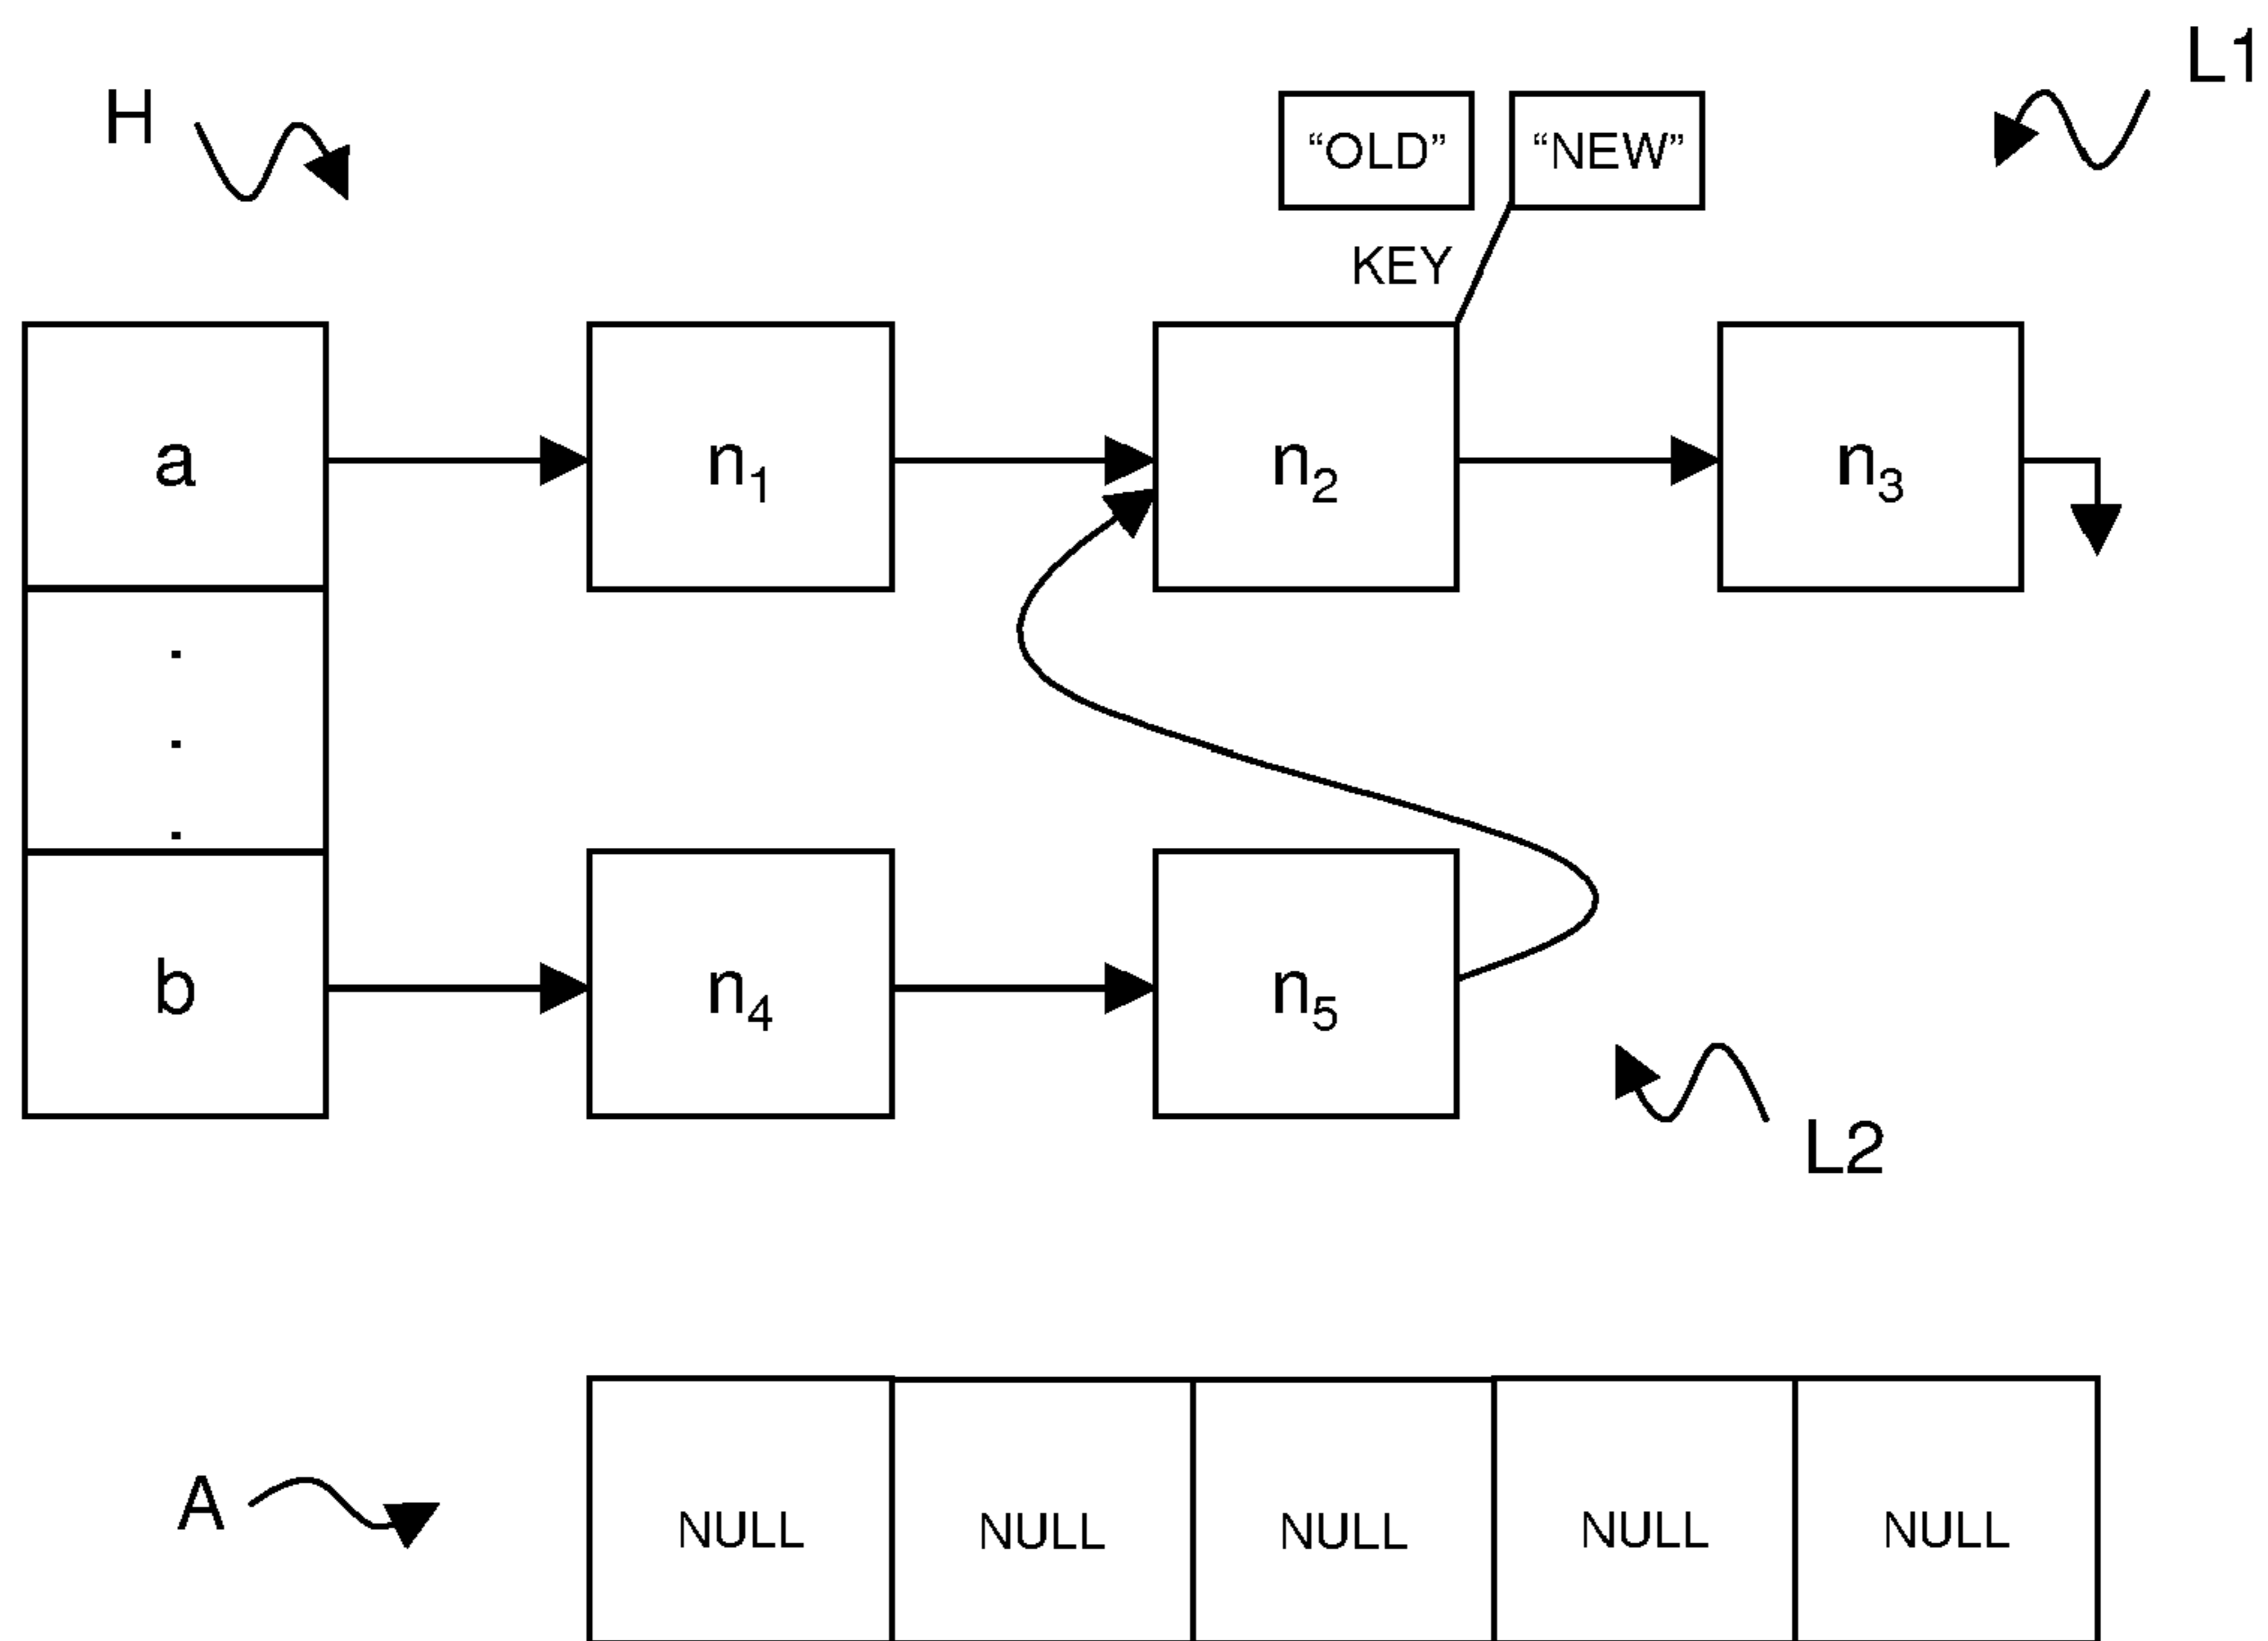 H
L1
“OLD” “NEW”
KEY
a n₁ n₂ n₃
.
.
.
b n₄ n₅
L2
A NULL NULL NULL NULL NULL